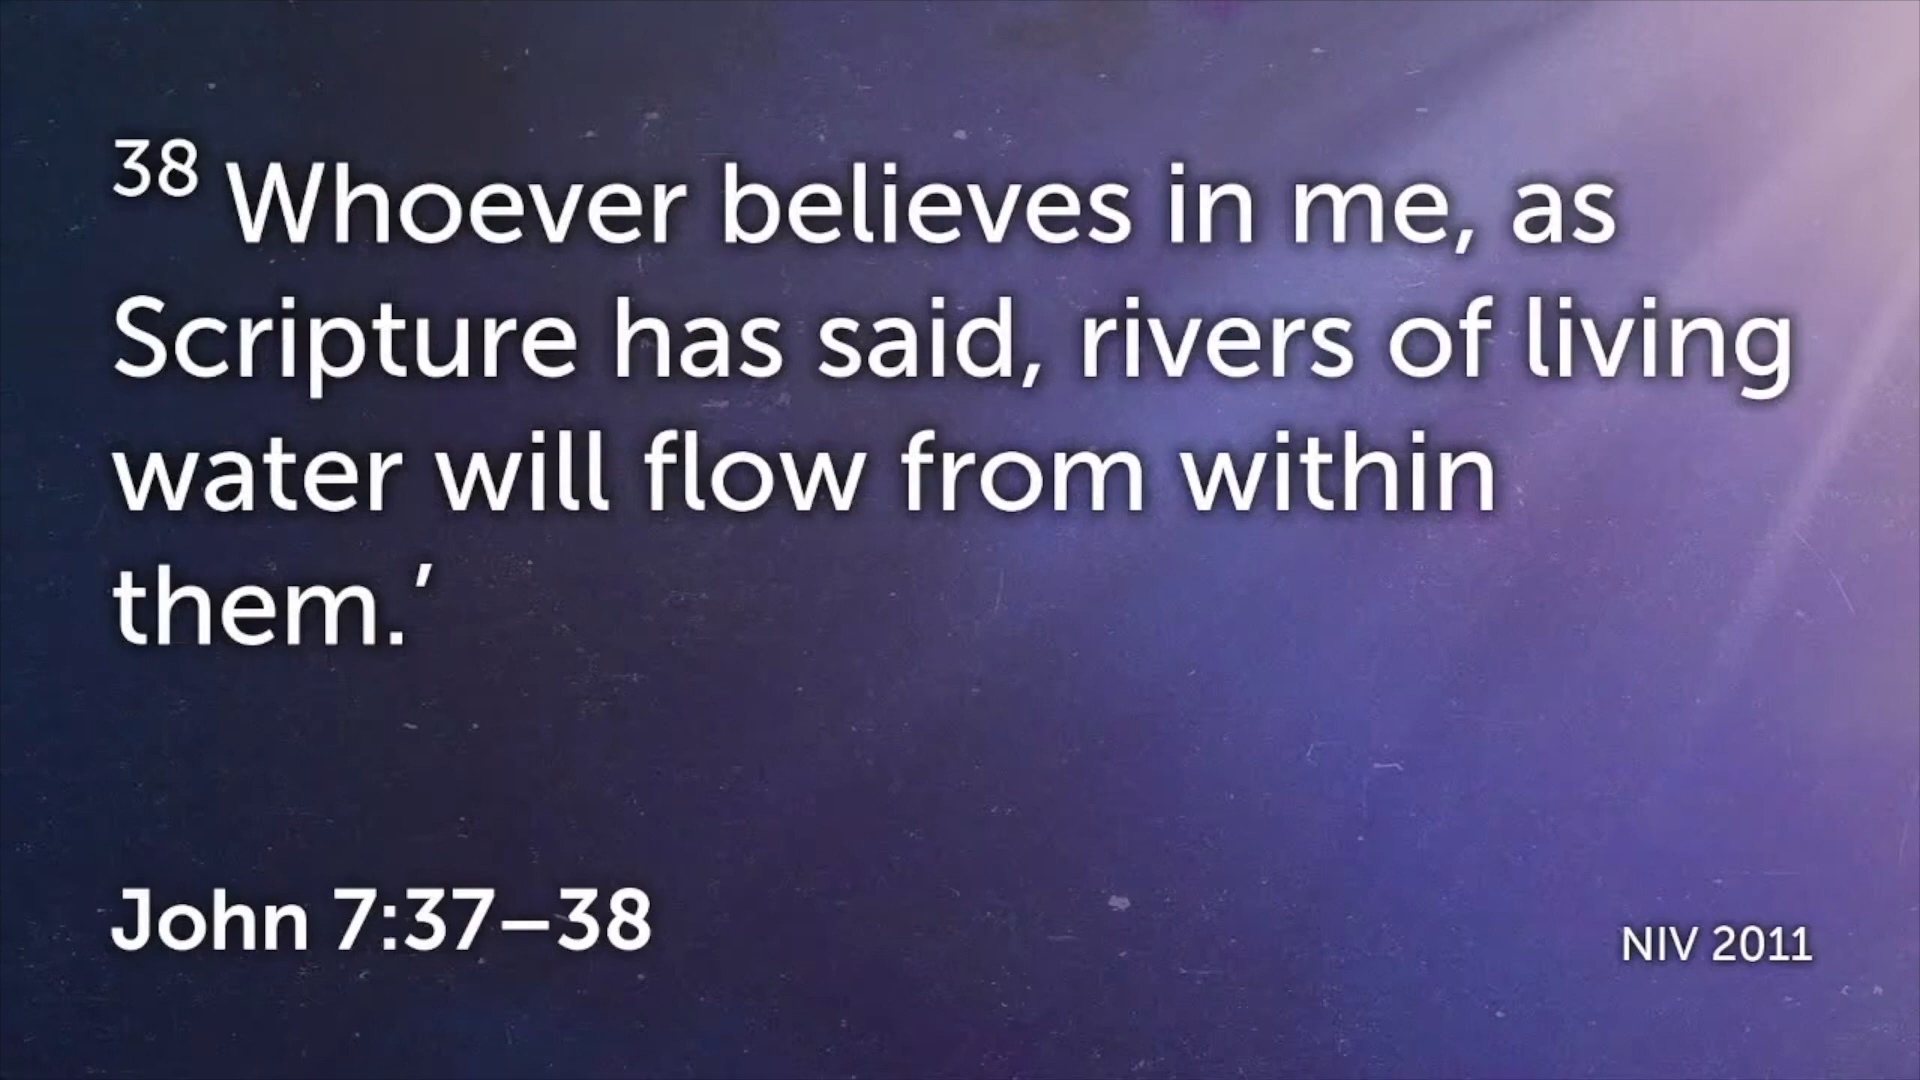 38 Whoever believes in me, as
Scripture has said, rivers of living
water will flow from within
them.’
John 7:37–38
NIV 2011